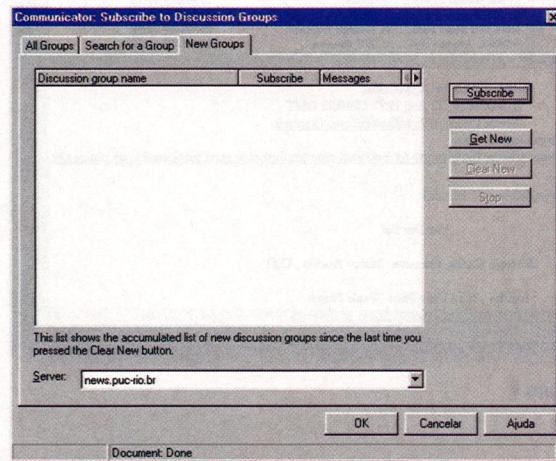 Communicator: Subscribe to Discussion Groups
All Groups Search for a Group New Groups
Discussion group name Subscribe Messages
Subscribe
Get New
Clear New
Stop
This list shows the accumulated list of new discussion groups since the last time you
pressed the Clear New button.
Server: news.puc-rio.br
OK Cancelar Ajuda
Document: Done